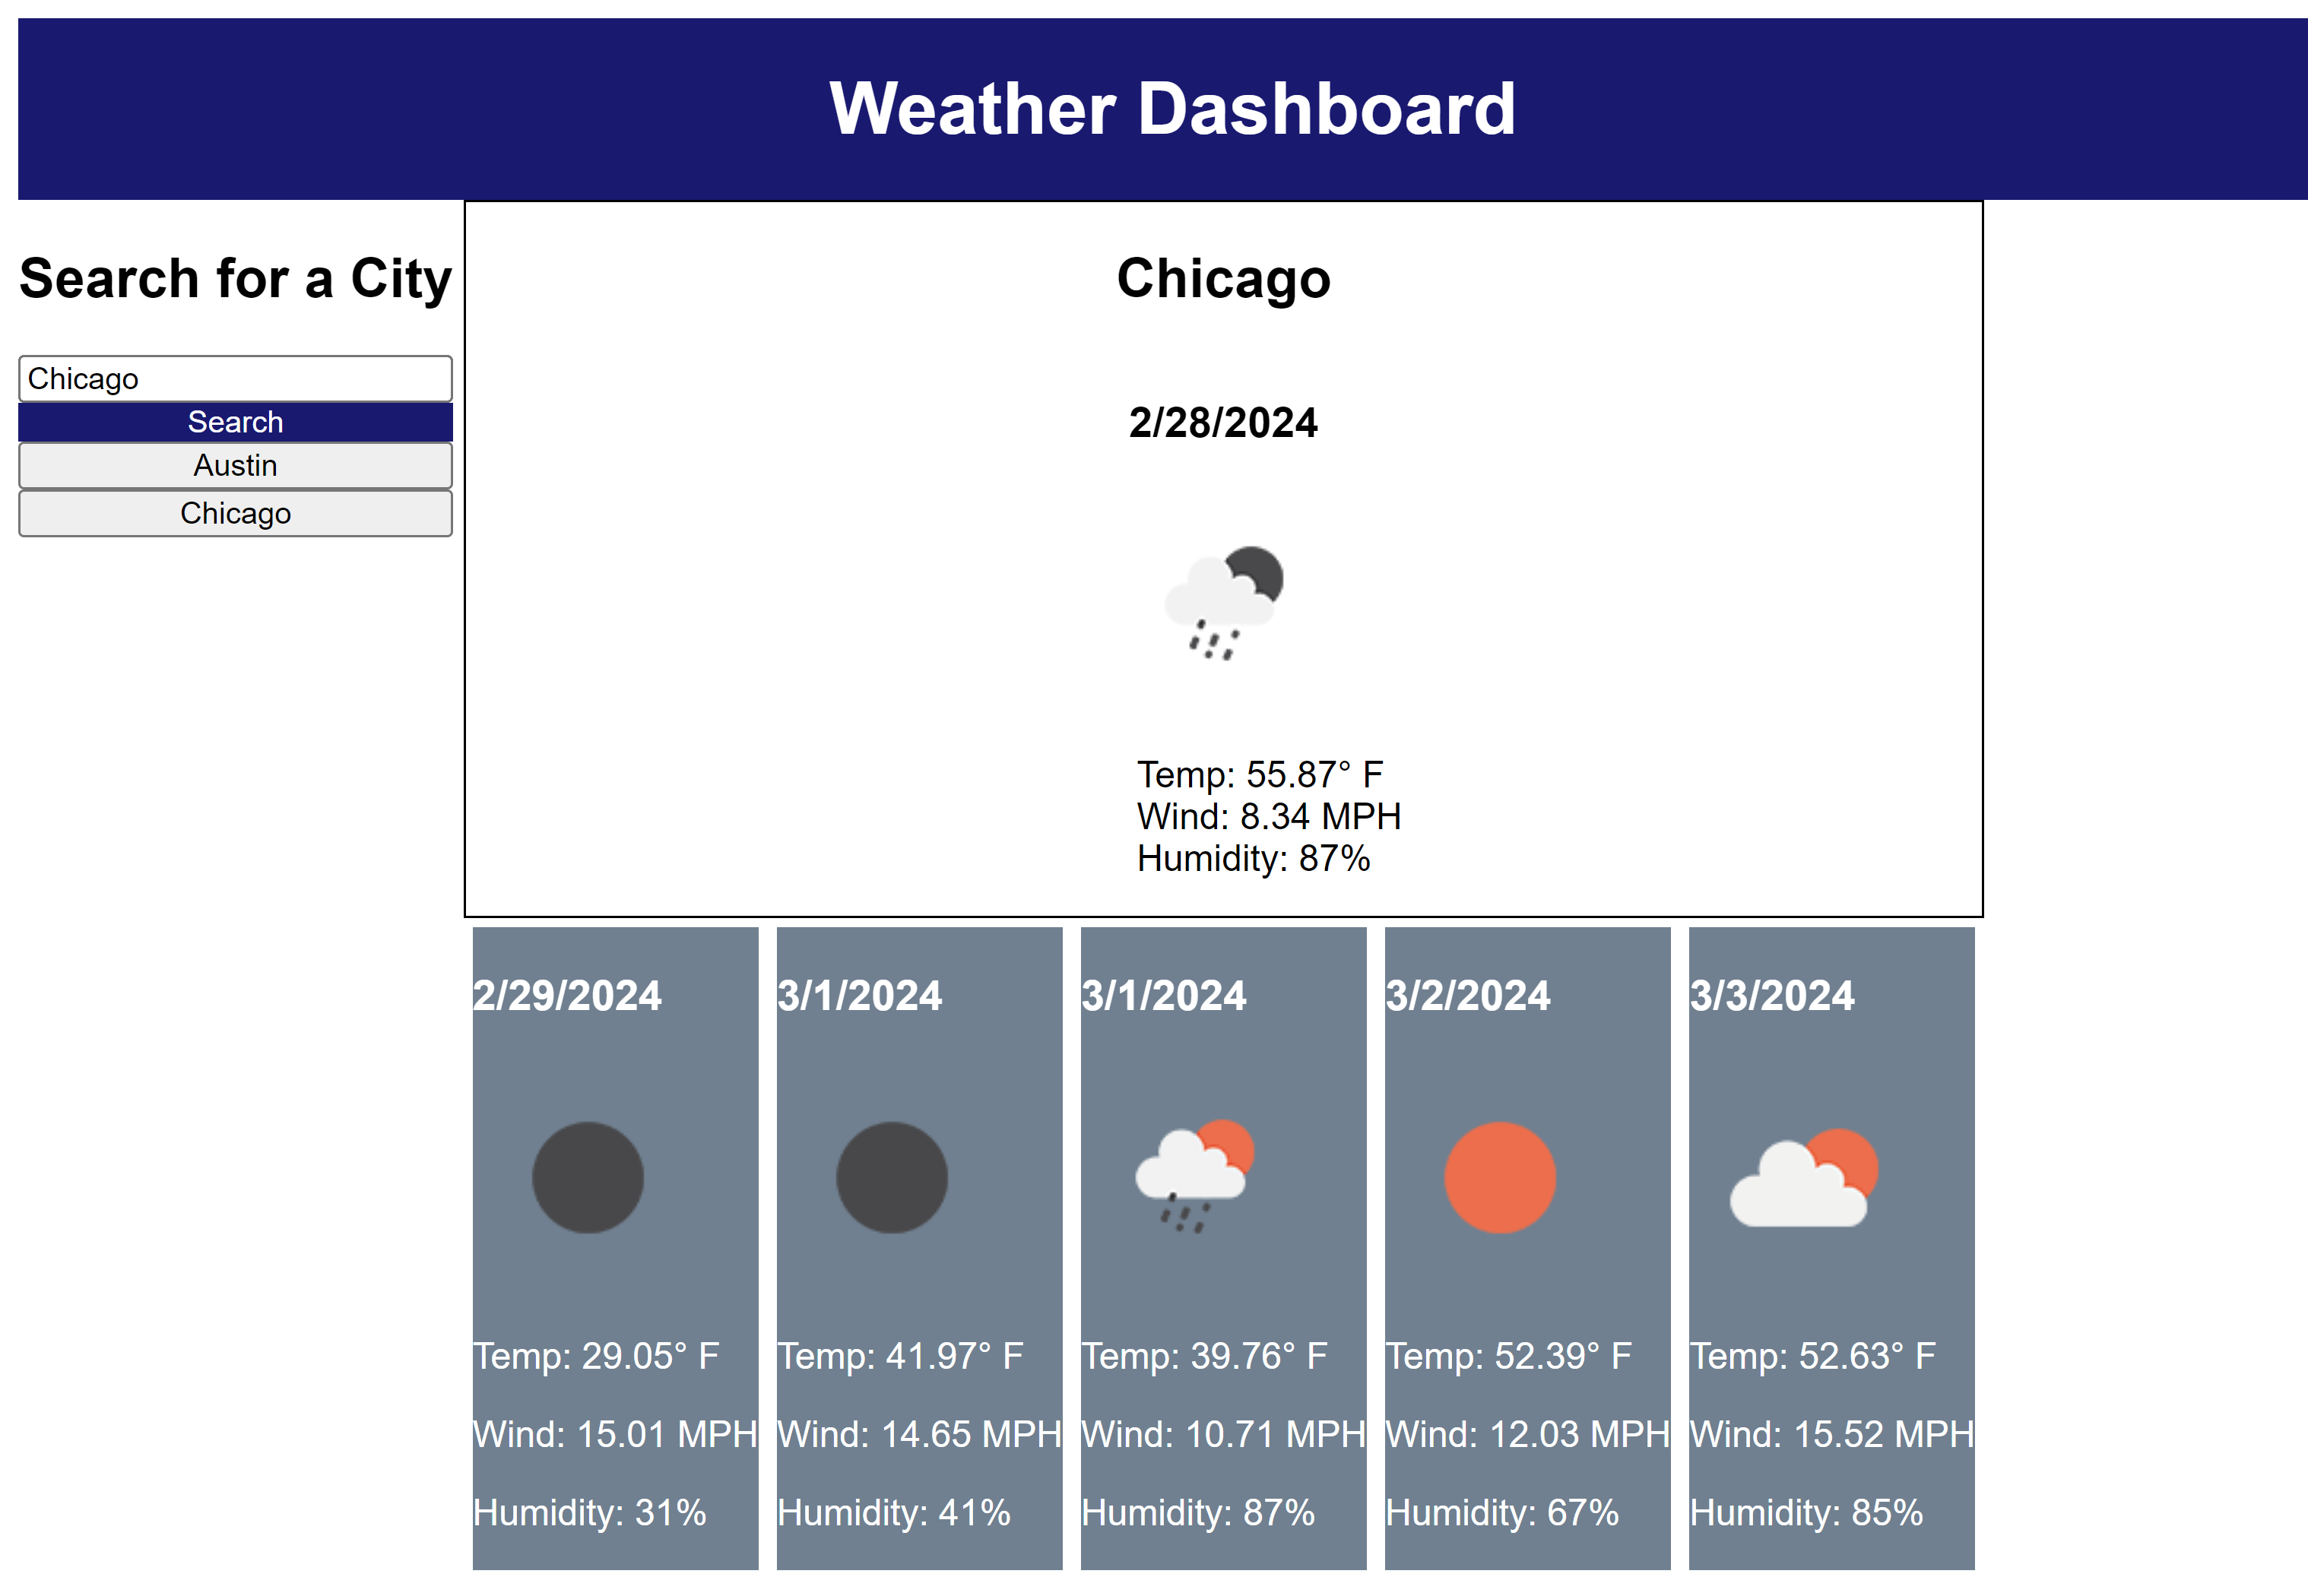 Weather Dashboard
Search for a City
Chicago
Search
Austin
Chicago
Chicago
2/28/2024
Temp: 55.87° F
Wind: 8.34 MPH
Humidity: 87%
2/29/2024
Temp: 29.05° F
Wind: 15.01 MPH
Humidity: 31%
3/1/2024
Temp: 41.97° F
Wind: 14.65 MPH
Humidity: 41%
3/1/2024
Temp: 39.76° F
Wind: 10.71 MPH
Humidity: 87%
3/2/2024
Temp: 52.39° F
Wind: 12.03 MPH
Humidity: 67%
3/3/2024
Temp: 52.63° F
Wind: 15.52 MPH
Humidity: 85%